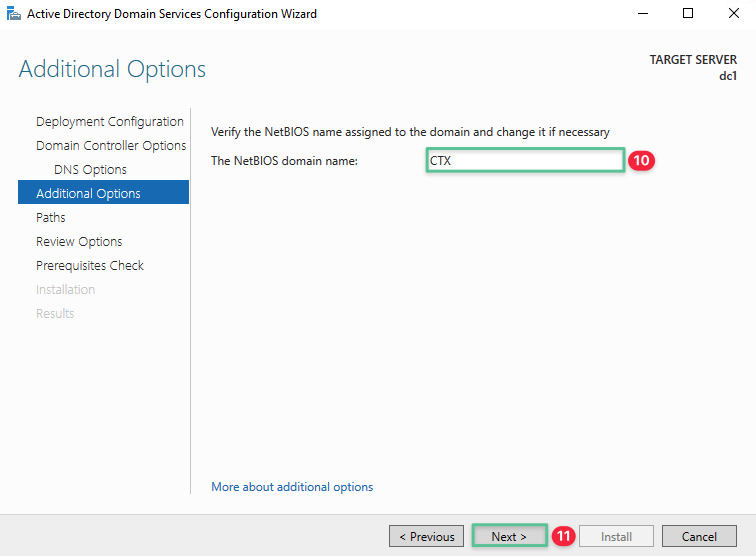 Active Directory Domain Services Configuration Wizard
Additional Options
TARGET SERVER
dc1
Deployment Configuration
Domain Controller Options
DNS Options
Additional Options
Paths
Review Options
Prerequisites Check
Installation
Results
Verify the NetBIOS name assigned to the domain and change it if necessary
The NetBIOS domain name: CTX 10
More about additional options
< Previous Next > 11 Install Cancel